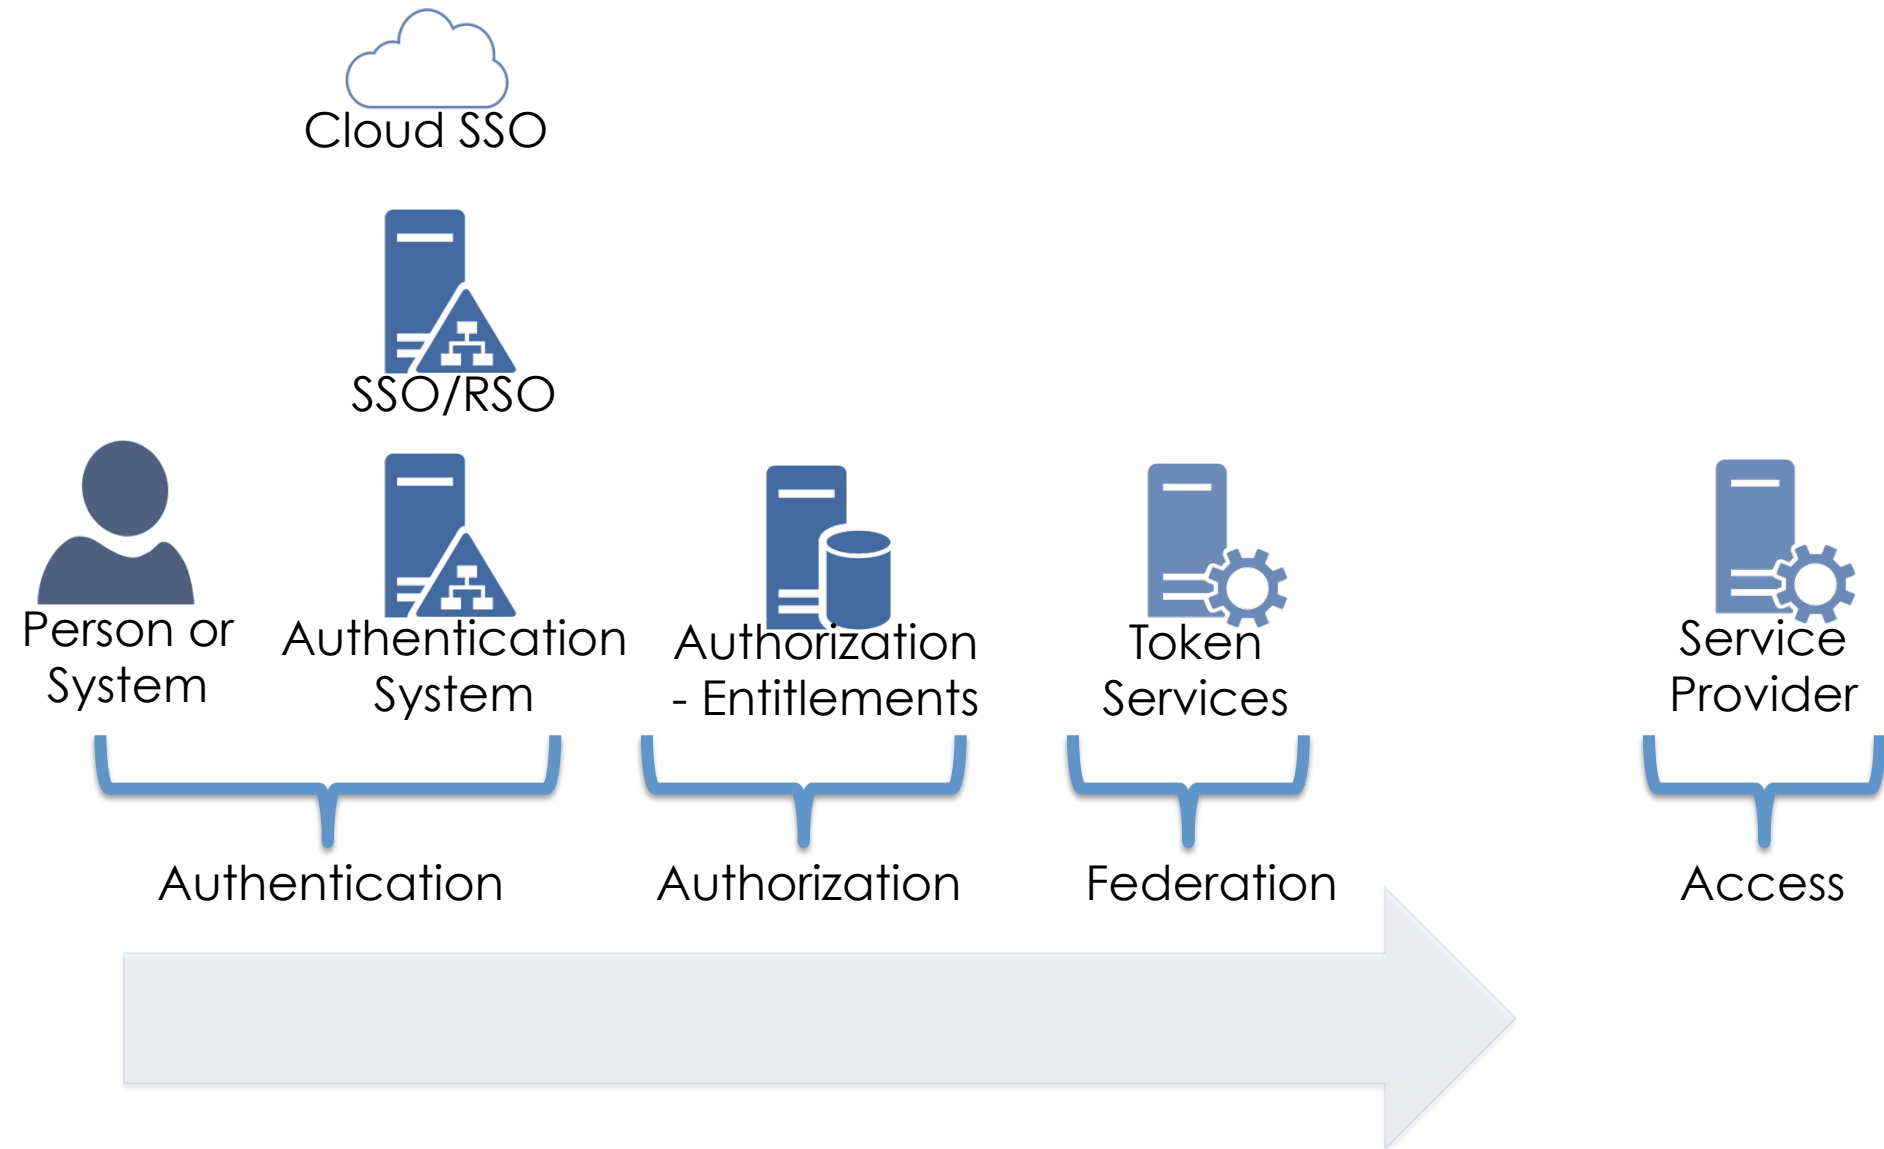 Cloud SSO
SSO/RSO
Person or
System
Authentication
System
Authorization
- Entitlements
Token
Services
Service
Provider
Authentication
Authorization
Federation
Access